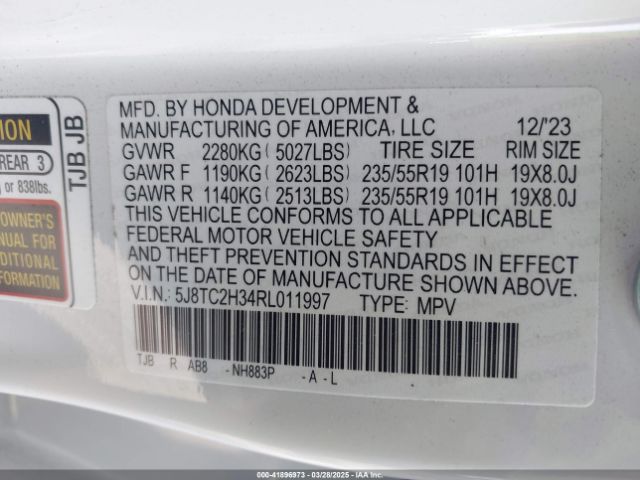 ION
REAR 3
g or 838lbs.
OWNER'S
NUAL FOR
DITIONAL
FORMATION
TJB JB
MFD. BY HONDA DEVELOPMENT &
MANUFACTURING OF AMERICA, LLC 12/'23
GVWR 2280KG ( 5027LBS) TIRE SIZE RIM SIZE
GAWR F 1190KG ( 2623LBS) 235/55R19 101H 19X8.0J
GAWR R 1140KG ( 2513LBS) 235/55R19 101H 19X8.0J
THIS VEHICLE CONFORMS TO ALL APPLICABLE
FEDERAL MOTOR VEHICLE SAFETY
AND THEFT PREVENTION STANDARDS IN EFFECT
ON THE DATE OF MANUFACTURE SHOWN ABOVE.
V.I.N.: 5J8TC2H34RL011997 TYPE: MPV
TJB R AB8 -NH883P -A-L
000-41896973 | 03/28/2025 | IAA Inc.